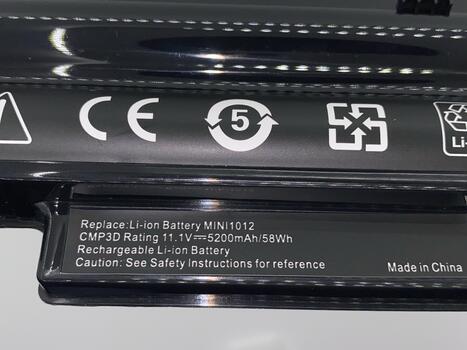 CE
5
Li-
Replace:Li-ion Battery MINI1012
CMP3D Rating 11.1V⎓5200mAh/58Wh
Rechargeable Li-ion Battery
Caution: See Safety Instructions for reference
Made in China